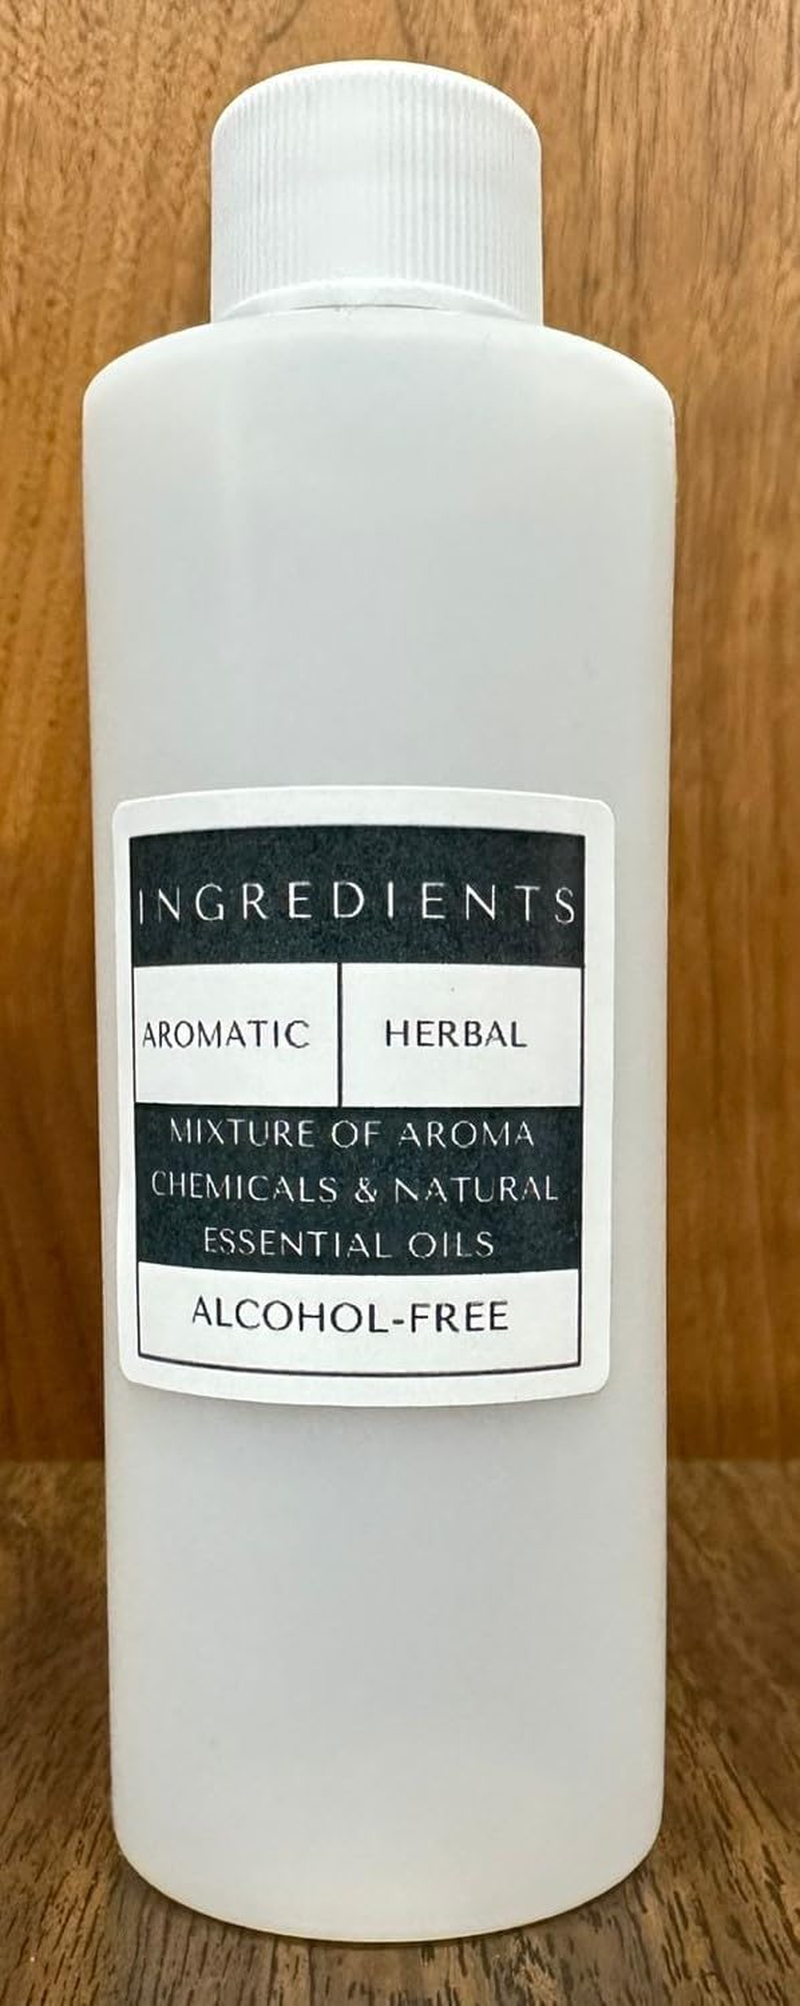 INGREDIENTS
AROMATIC HERBAL
MIXTURE OF AROMA
CHEMICALS & NATURAL
ESSENTIAL OILS
ALCOHOL-FREE